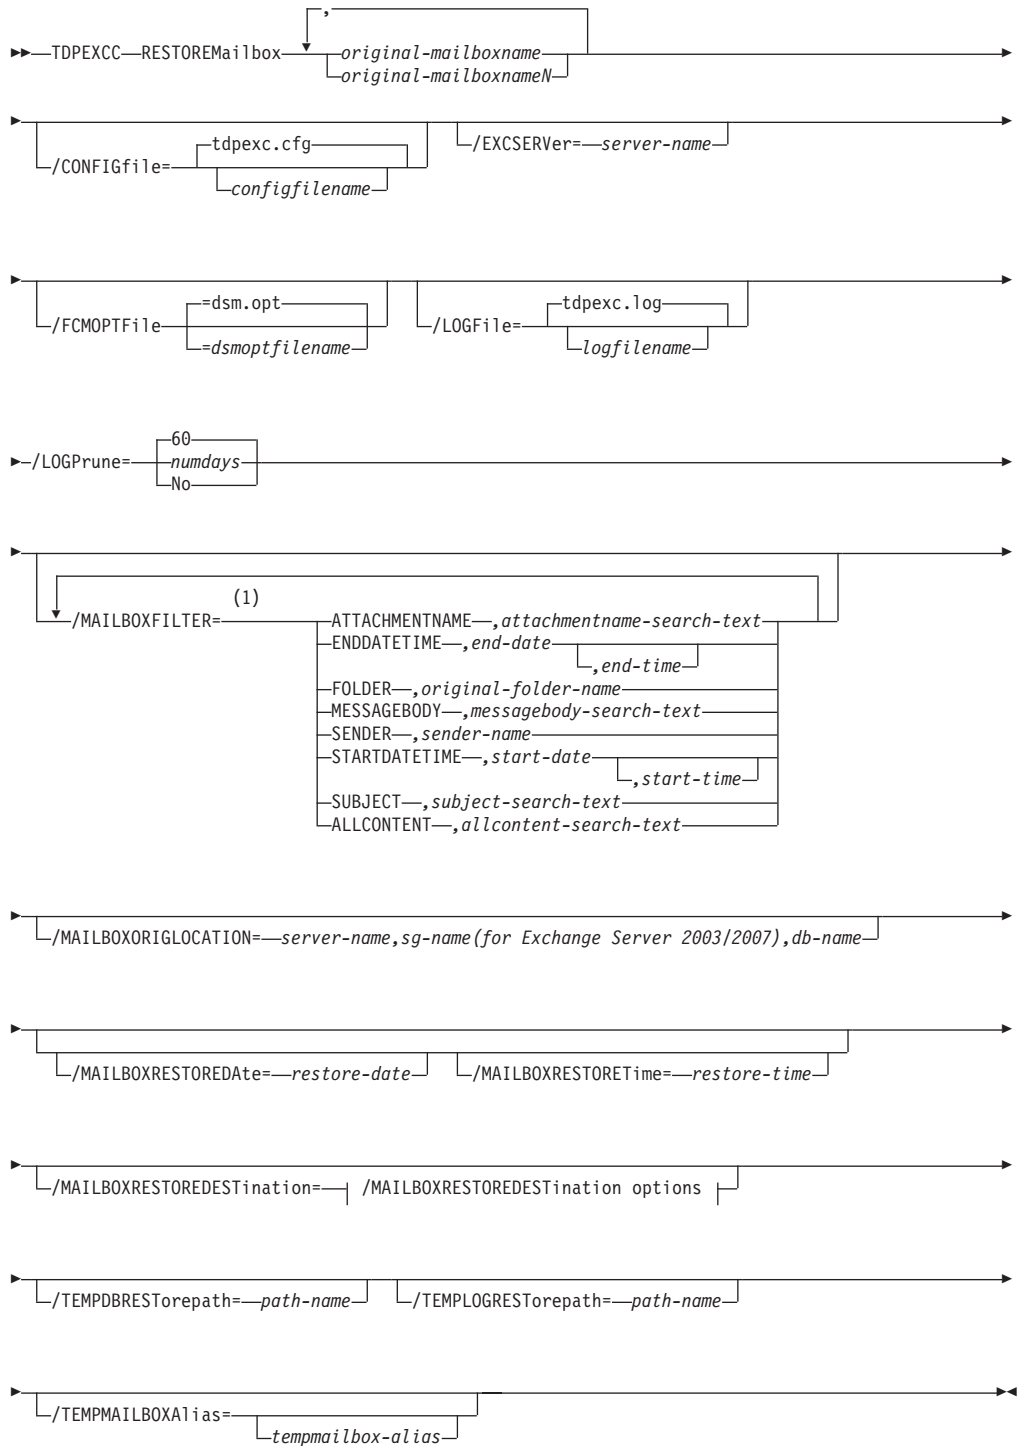 ,
TDPEXCC RESTOREMailbox original-mailboxname
original-mailboxnameN
tdpexc.cfg
/CONFIGfile=
configfilename
/EXCSERVer= server-name
=dsm.opt
/FCMOPTFile
=dsmoptfilename
tdpexc.log
/LOGFile=
logfilename
60
/LOGPrune= numdays
No
(1)
/MAILBOXFILTER= ATTACHMENTNAME ,attachmentname-search-text
ENDDATETIME ,end-date
,end-time
FOLDER ,original-folder-name
MESSAGEBODY ,messagebody-search-text
SENDER ,sender-name
STARTDATETIME ,start-date
,start-time
SUBJECT ,subject-search-text
ALLCONTENT ,allcontent-search-text
/MAILBOXORIGLOCATION= server-name,sg-name(for Exchange Server 2003/2007),db-name
/MAILBOXRESTOREDAte= restore-date /MAILBOXRESTORETime= restore-time
/MAILBOXRESTOREDESTination= /MAILBOXRESTOREDESTination options
/TEMPDBRESTorepath= path-name /TEMPLOGRESTorepath= path-name
/TEMPMAILBOXAlias=
tempmailbox-alias